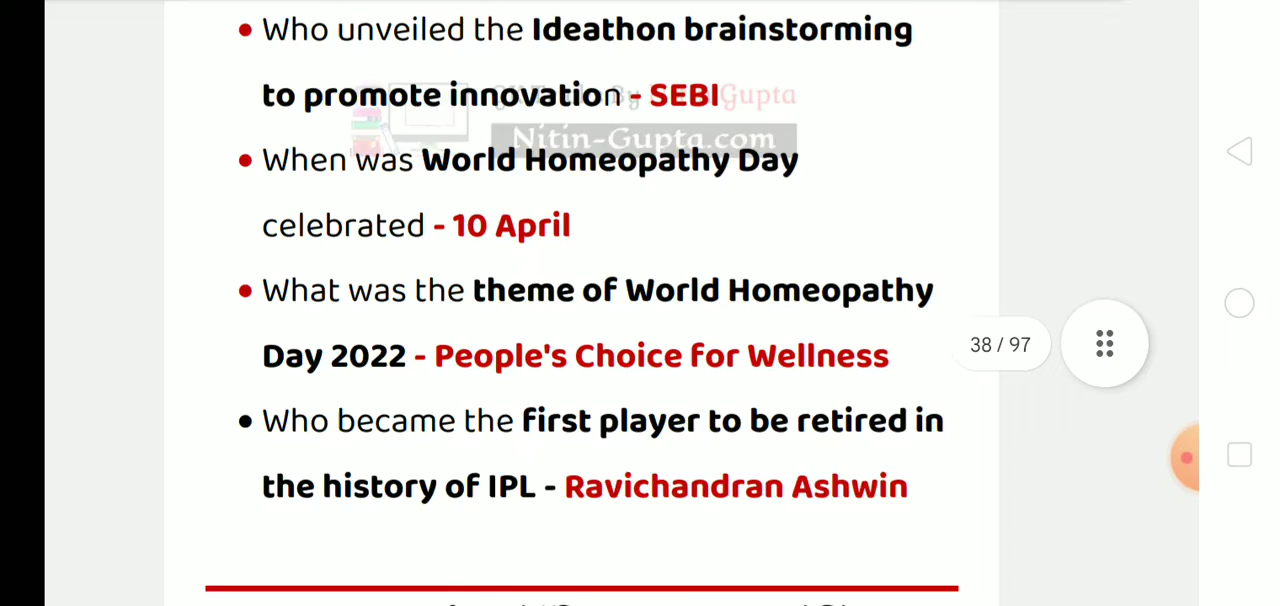 • Who unveiled the Ideathon brainstorming
to promote innovation - SEBI
Gupta
Nitin-Gupta.com
• When was World Homeopathy Day
celebrated - 10 April
• What was the theme of World Homeopathy
Day 2022 - People's Choice for Wellness
38 / 97
• Who became the first player to be retired in
the history of IPL - Ravichandran Ashwin